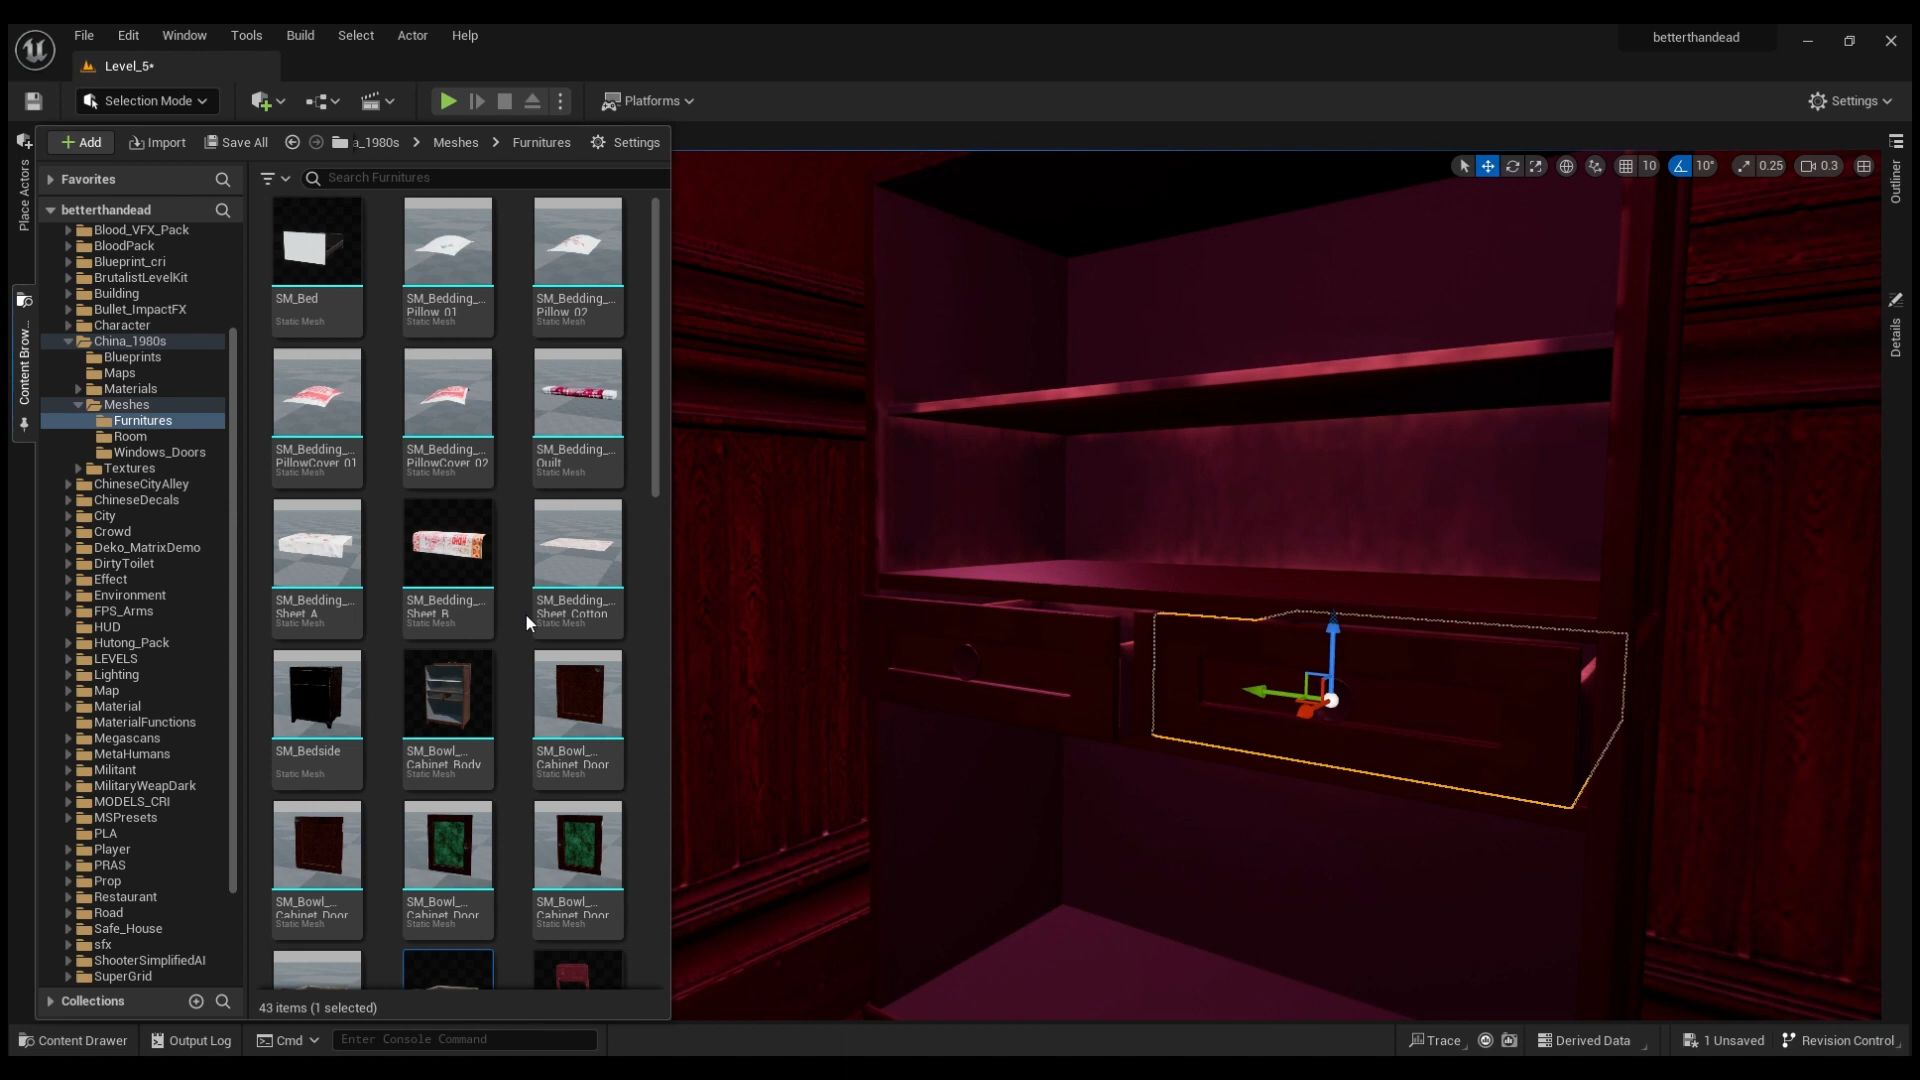 File Edit Window Tools Build Select Actor Help
betterthandead
Level_5*
Selection Mode
Platforms
Settings
Add Import Save All a_1980s Meshes Furnitures Settings
Place Actors
Content Brow...
Favorites
Search Furnitures
betterthandead
Blood_VFX_Pack
BloodPack
Blueprint_cri
BrutalistLevelKit
Building
Bullet_ImpactFX
Character
China_1980s
Blueprints
Maps
Materials
Meshes
Furnitures
Room
Windows_Doors
Textures
ChineseCityAlley
ChineseDecals
City
Crowd
Deko_MatrixDemo
DirtyToilet
Effect
Environment
FPS_Arms
HUD
Hutong_Pack
LEVELS
Lighting
Map
Material
MaterialFunctions
Megascans
MetaHumans
Militant
MilitaryWeapDark
MODELS_CRI
MSPresets
PLA
Player
PRAS
Prop
Restaurant
Road
Safe_House
sfx
ShooterSimplifiedAI
SuperGrid
Collections
SM_Bed
Static Mesh
SM_Bedding_...
Pillow_01
Static Mesh
SM_Bedding_...
Pillow_02
Static Mesh
SM_Bedding_...
PillowCover_01
Static Mesh
SM_Bedding_...
PillowCover_02
Static Mesh
SM_Bedding_...
Quilt
Static Mesh
SM_Bedding_...
Sheet_A
Static Mesh
SM_Bedding_...
Sheet_B
Static Mesh
SM_Bedding_...
Sheet_Cotton
Static Mesh
SM_Bedside
Static Mesh
SM_Bowl_...
Cabinet_Body
Static Mesh
SM_Bowl_...
Cabinet_Door
Static Mesh
SM_Bowl_...
Cabinet_Door
Static Mesh
SM_Bowl_...
Cabinet_Door
Static Mesh
SM_Bowl_...
Cabinet_Door
Static Mesh
43 items (1 selected)
10 10° 0.25 0.3
Outliner
Details
Content Drawer Output Log Cmd Enter Console Command
Trace Derived Data 1 Unsaved Revision Control